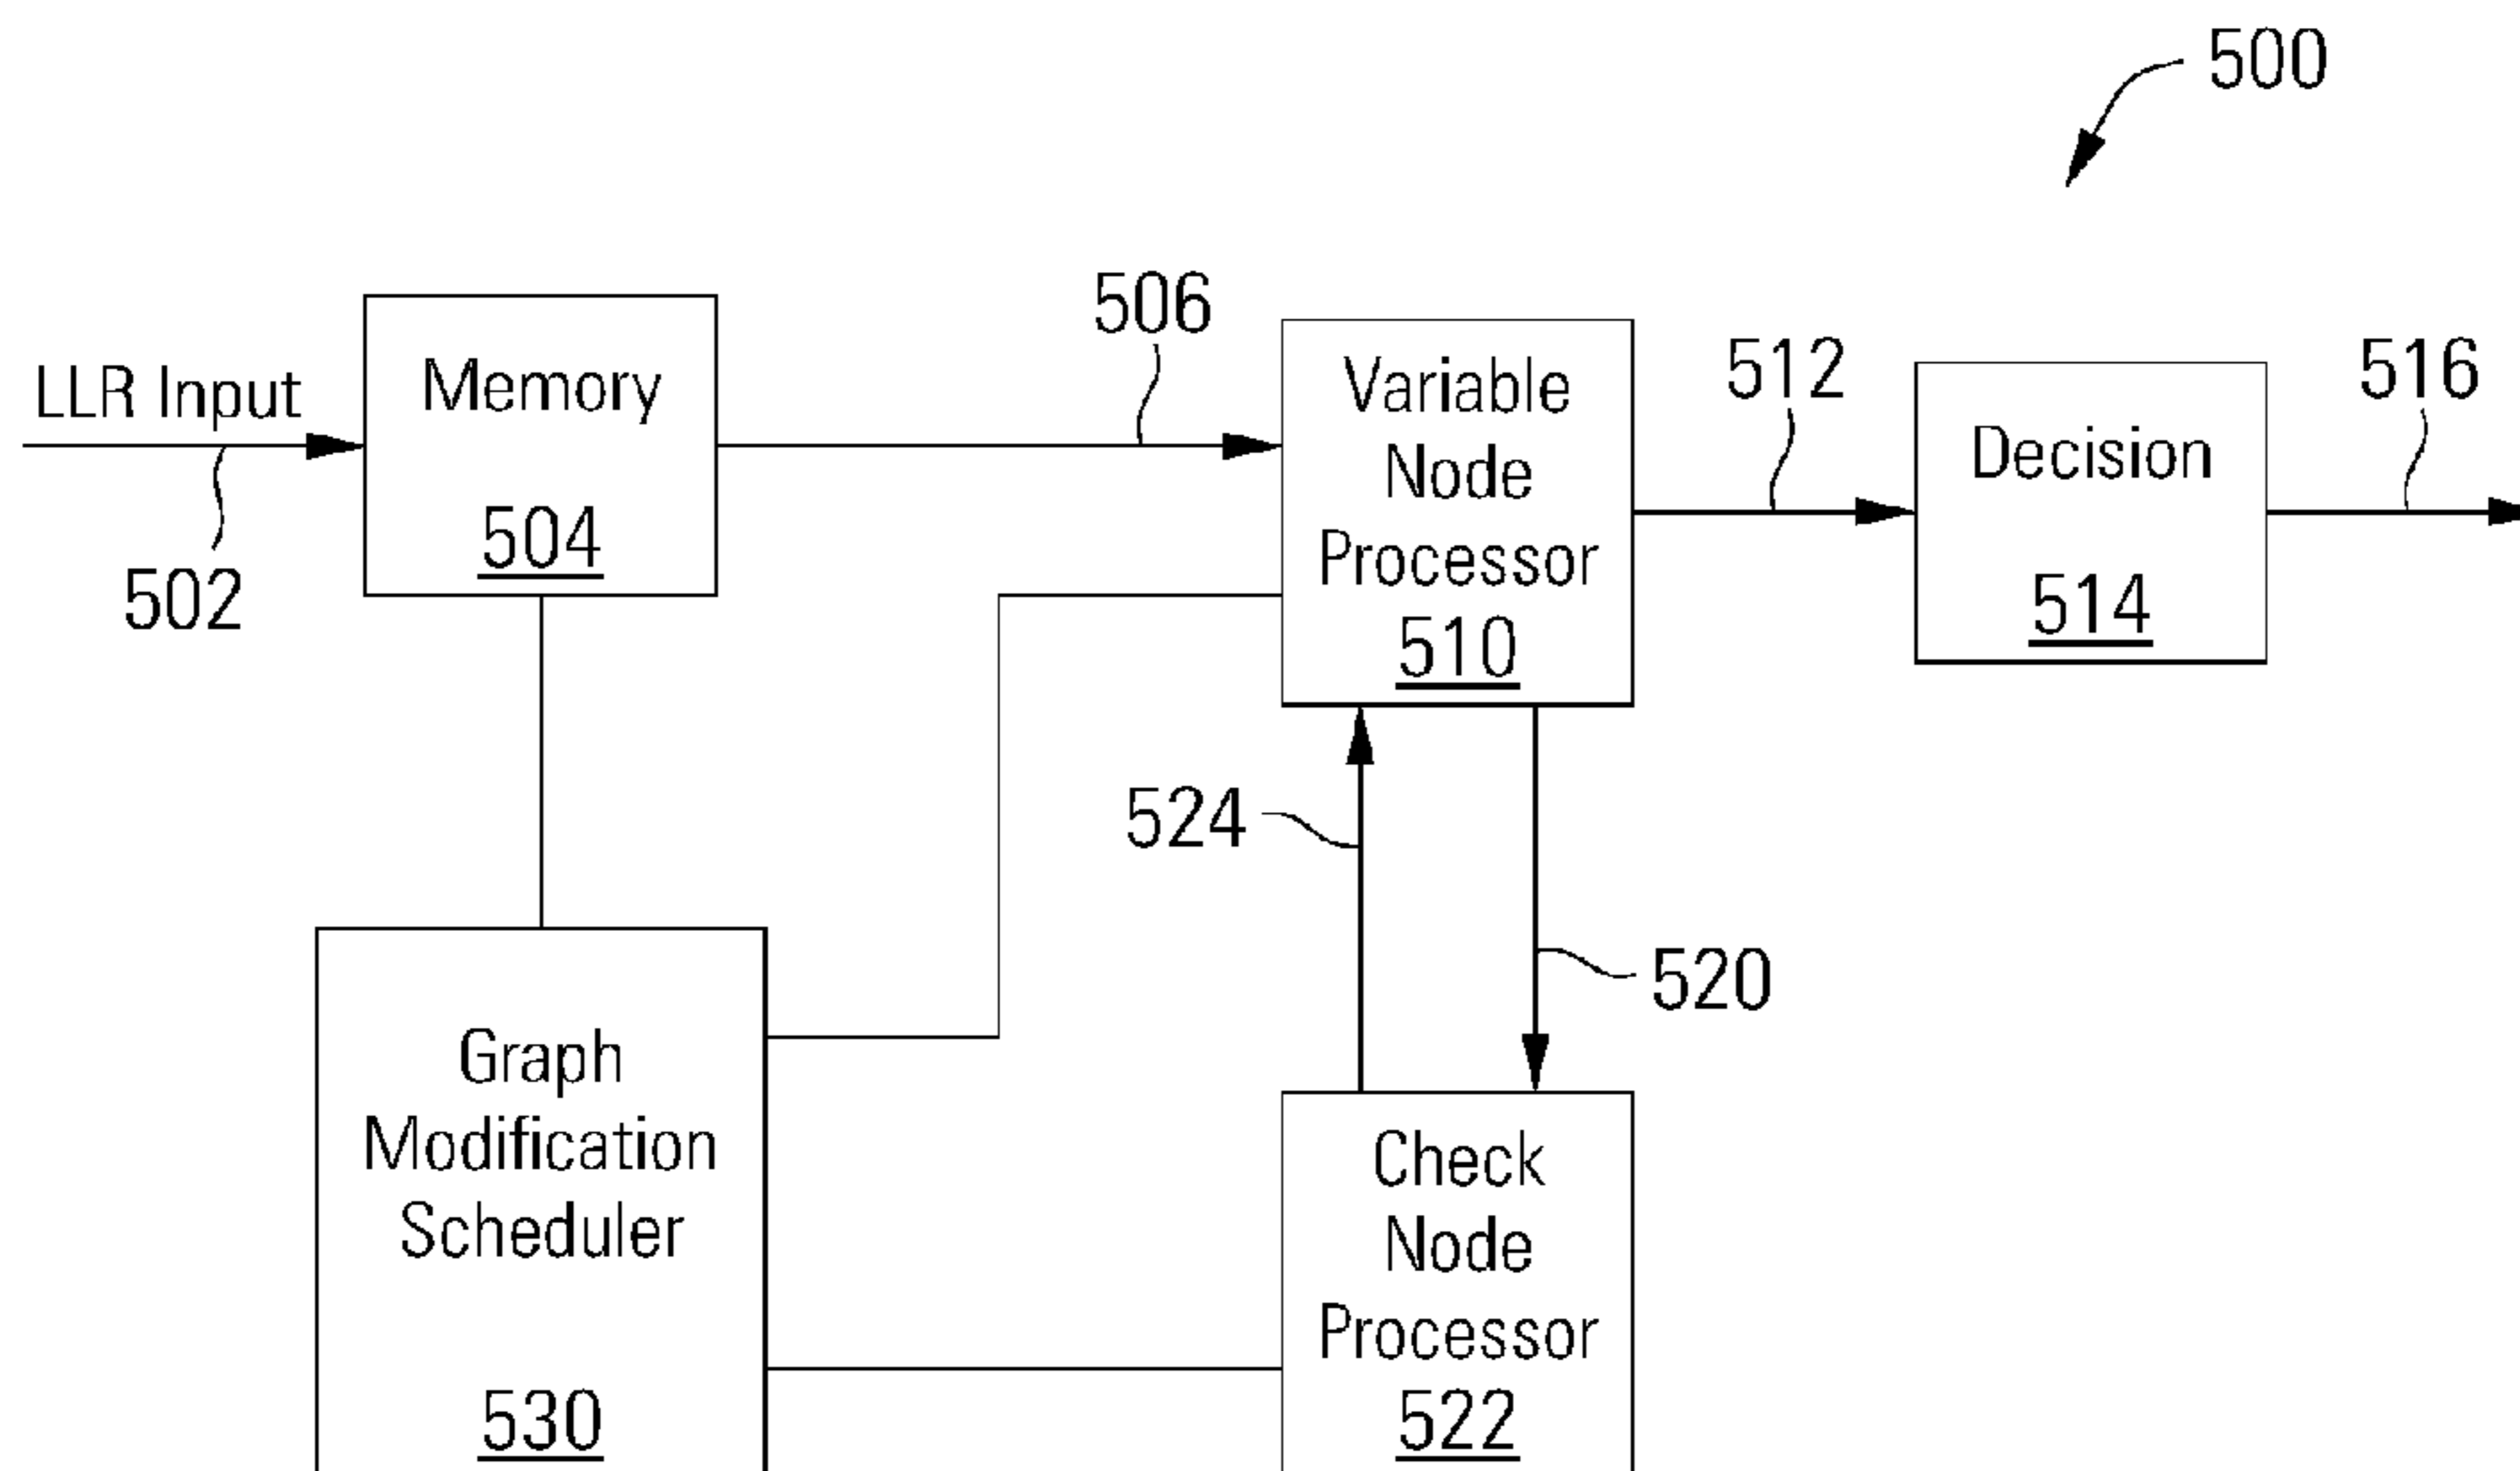 500
506
LLR Input
502
Memory
504
Variable
Node
Processor
510
512
Decision
514
516
524
520
Graph
Modification
Scheduler
530
Check
Node
Processor
522